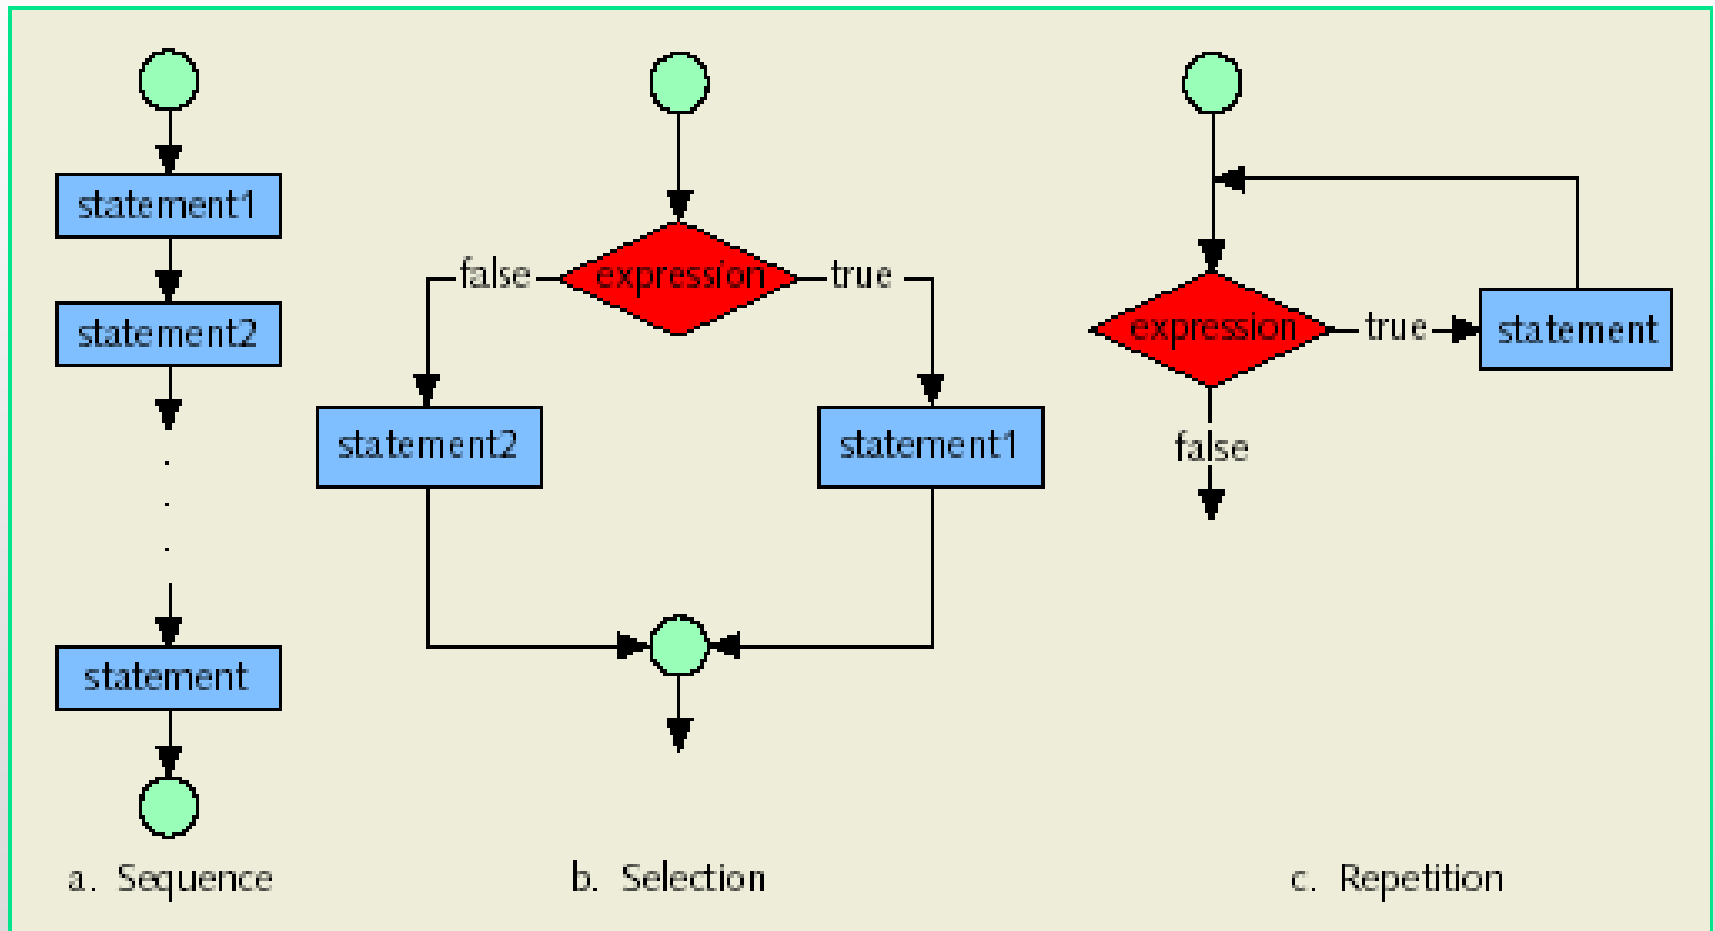 statement1
statement2
.
.
.
statement
a. Sequence
expression
false
true
statement2
statement1
b. Selection
expression
true
statement
false
c. Repetition